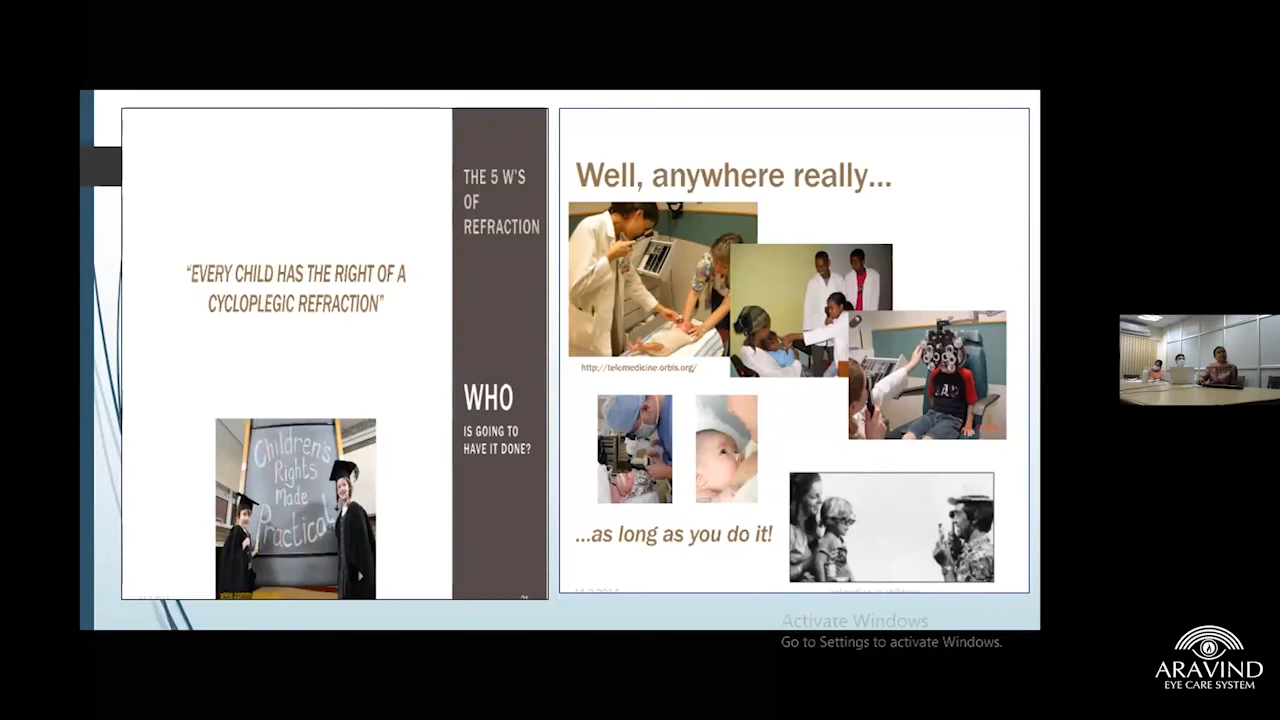 "EVERY CHILD HAS THE RIGHT OF A
CYCLOPLEGIC REFRACTION"
Children's
Rights
Made
Practical
THE 5 W'S
OF
REFRACTION
WHO
IS GOING TO
HAVE IT DONE?
Well, anywhere really...
http://telemedicine.orbis.org/
...as long as you do it!
Activate Windows
Go to Settings to activate Windows.
ARAVIND
EYE CARE SYSTEM